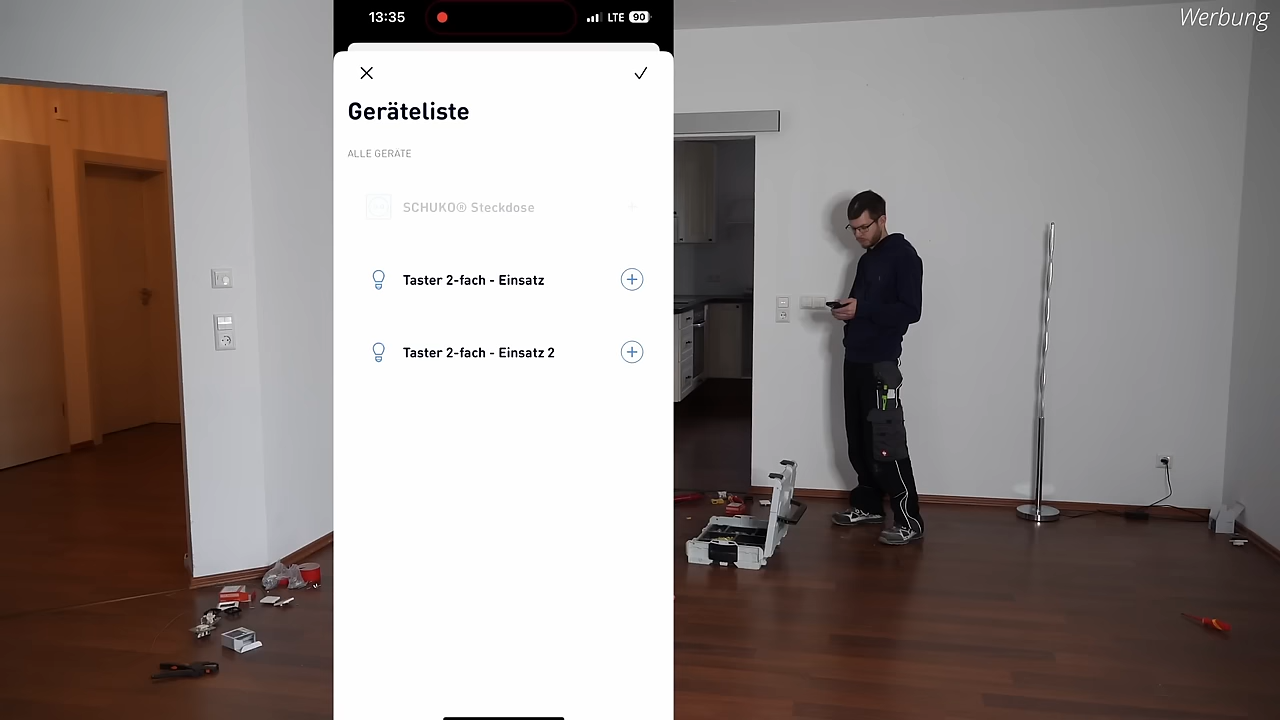 Werbung
13:35
LTE
90
Geräteliste
ALLE GERÄTE
SCHUKO® Steckdose
Taster 2-fach - Einsatz
Taster 2-fach - Einsatz 2